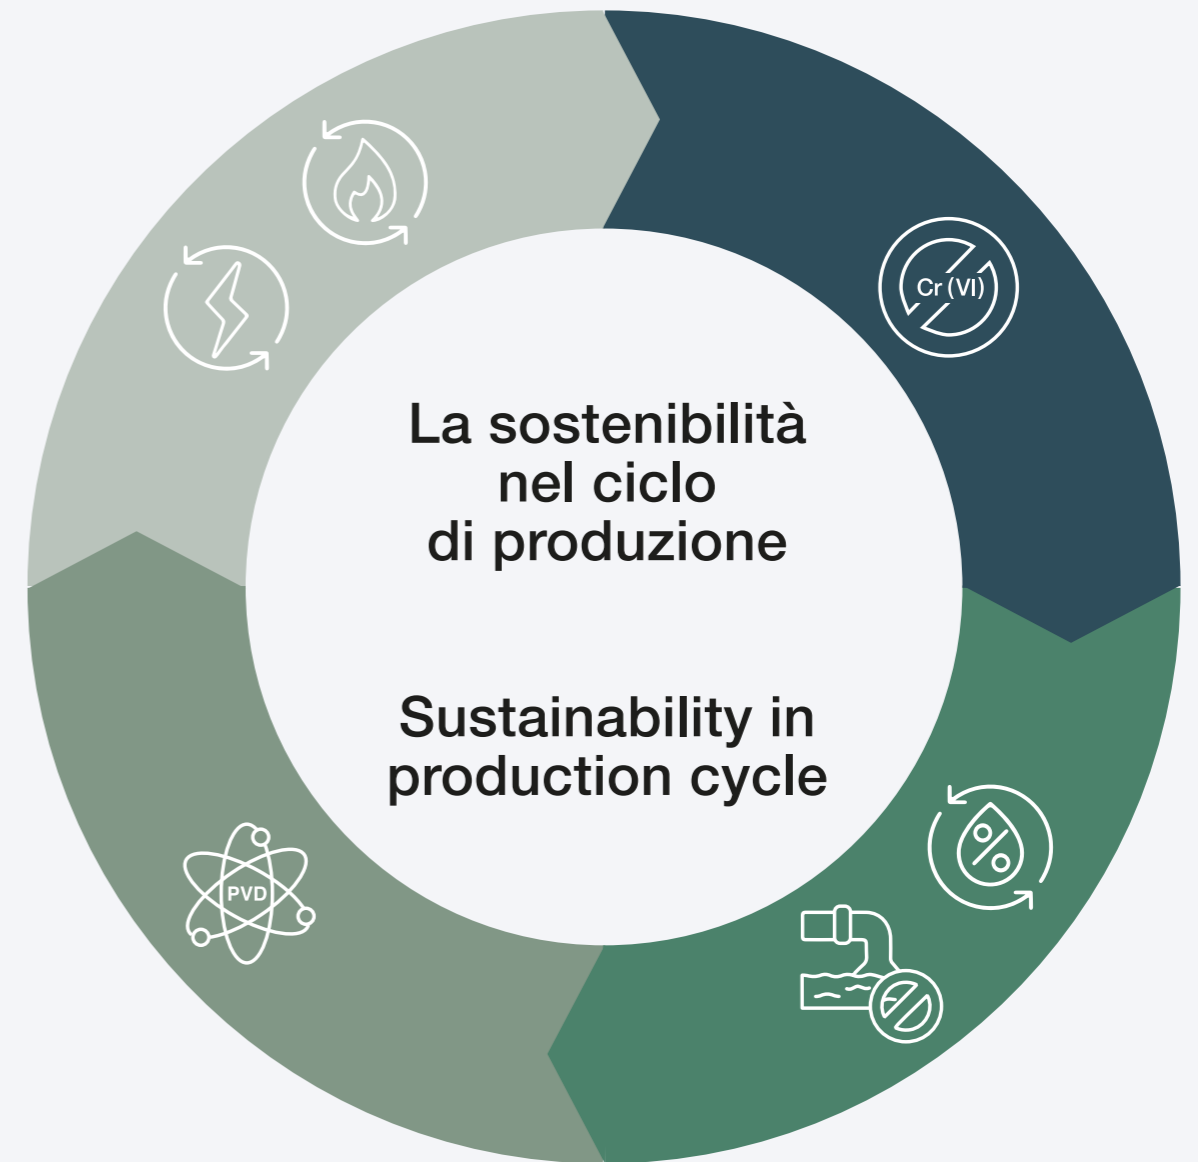 Cr (VI)
La sostenibilità
nel ciclo
di produzione
Sustainability in
production cycle
PVD